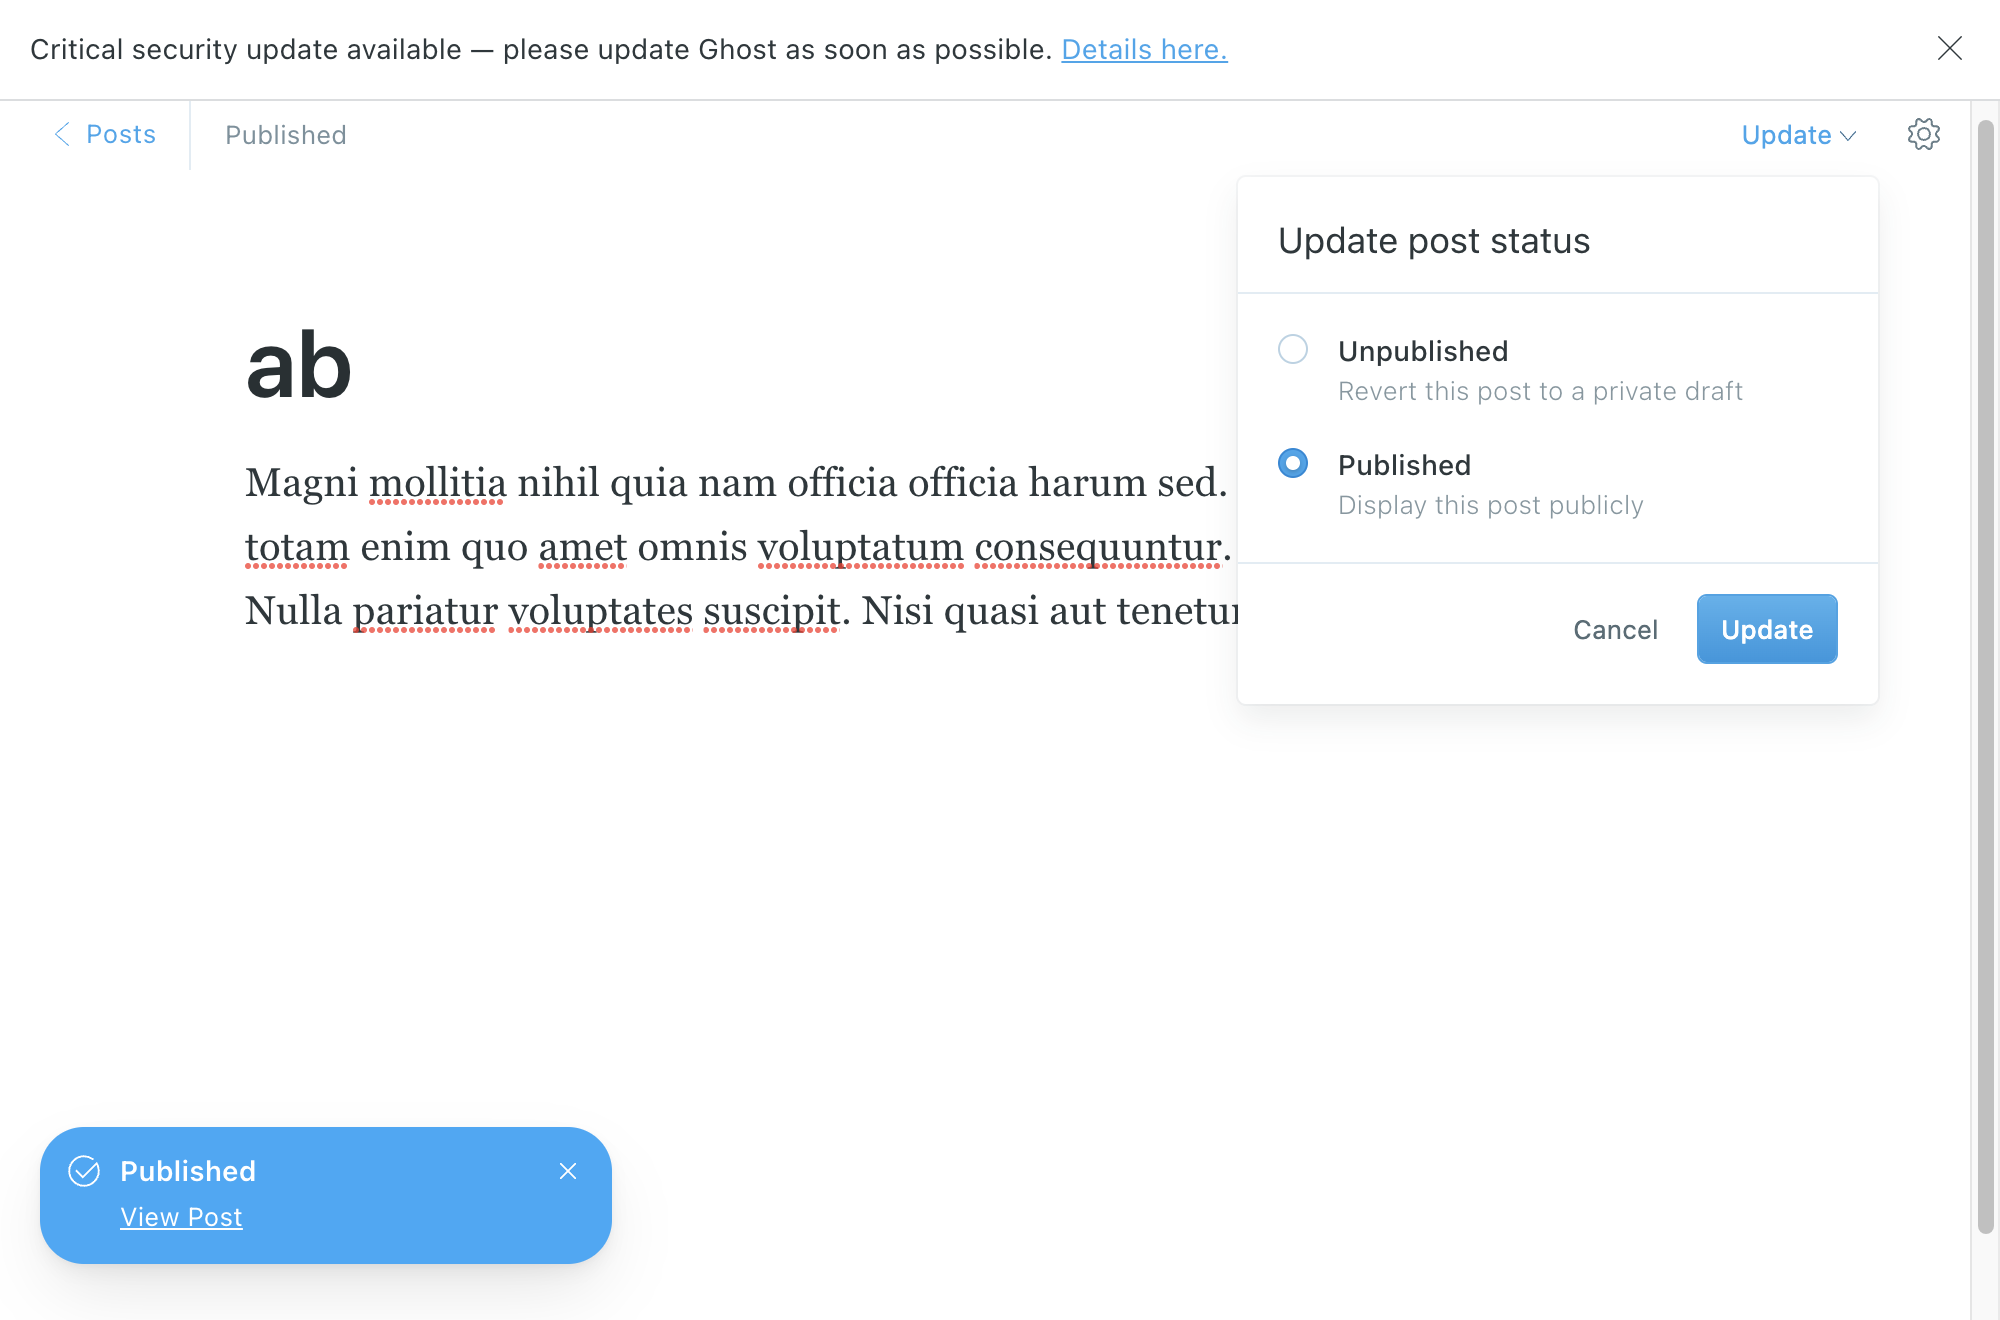 Critical security update available — please update Ghost as soon as possible. Details here.
Posts
Published
Update
Update post status
Unpublished
Revert this post to a private draft
Published
Display this post publicly
Cancel
Update
ab
Magni mollitia nihil quia nam officia officia harum sed.
totam enim quo amet omnis voluptatum consequuntur.
Nulla pariatur voluptates suscipit. Nisi quasi aut
Published
View Post